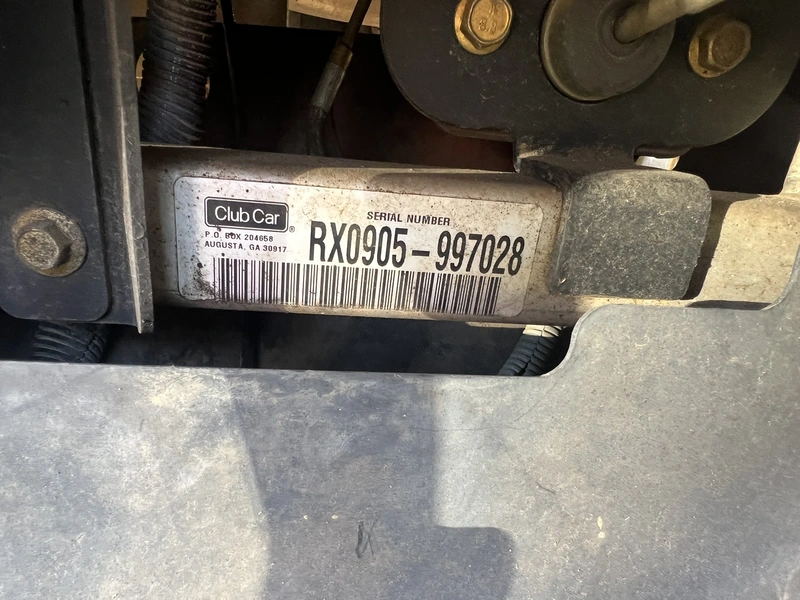 Club Car®
P.O. BOX 204658
AUGUSTA, GA 30917
SERIAL NUMBER
RX0905-997028